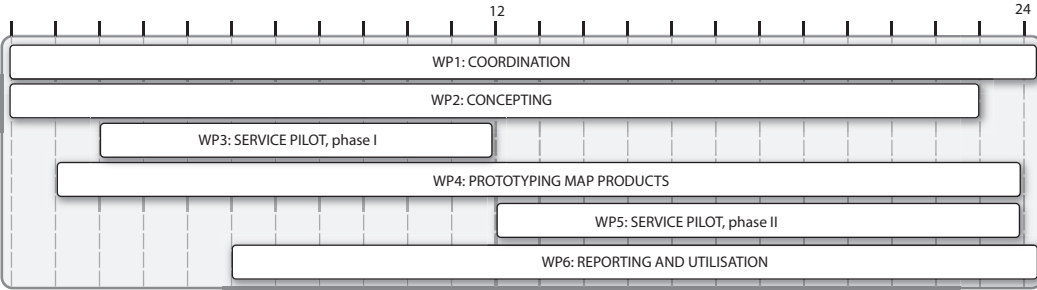 12
24
WP1: COORDINATION
WP2: CONCEPTING
WP3: SERVICE PILOT, phase I
WP4: PROTOTYPING MAP PRODUCTS
WP5: SERVICE PILOT, phase II
WP6: REPORTING AND UTILISATION